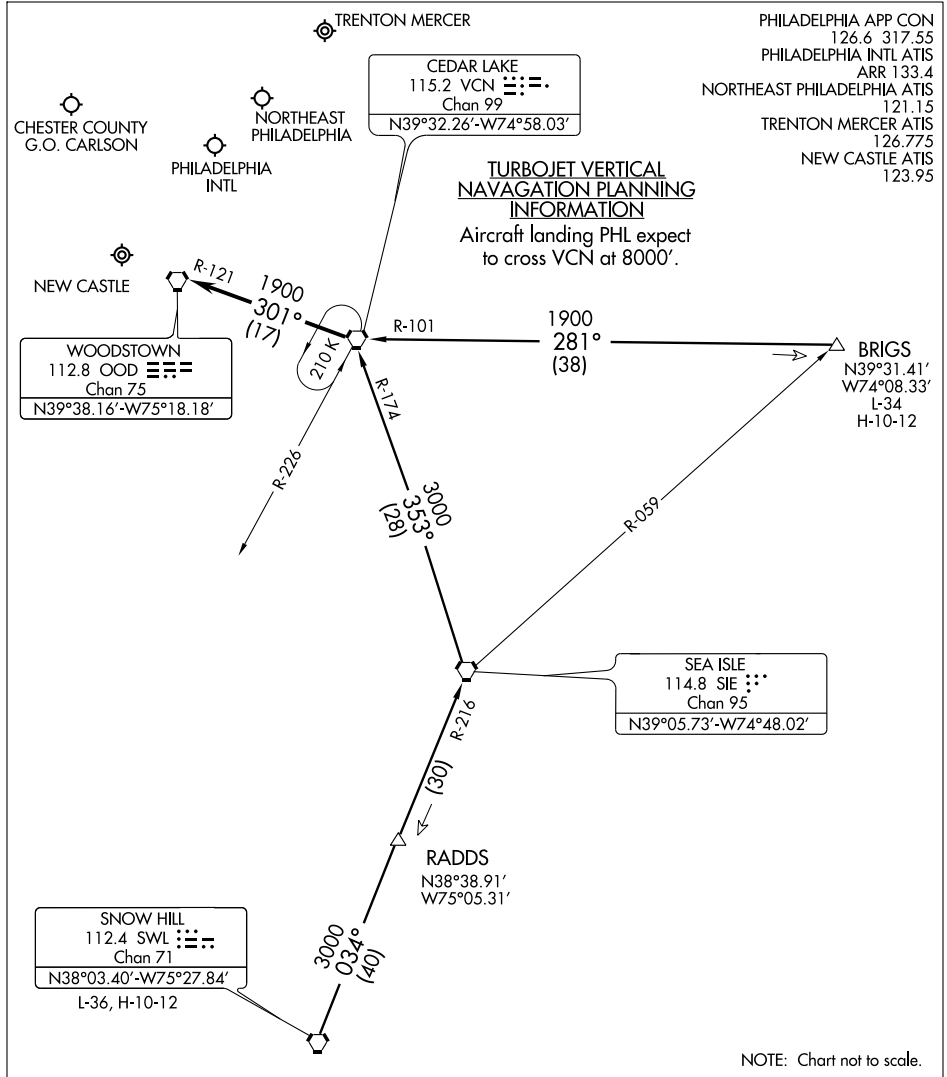 TRENTON MERCER
PHILADELPHIA APP CON
126.6 317.55
PHILADELPHIA INTL ATIS
ARR 133.4
NORTHEAST PHILADELPHIA ATIS
121.15
TRENTON MERCER ATIS
126.775
NEW CASTLE ATIS
123.95
CEDAR LAKE
115.2 VCN
Chan 99
N39°32.26′-W74°58.03′
CHESTER COUNTY
G.O. CARLSON
NORTHEAST
PHILADELPHIA
PHILADELPHIA
INTL
TURBOJET VERTICAL
NAVAGATION PLANNING
INFORMATION
Aircraft landing PHL expect
to cross VCN at 8000′.
NEW CASTLE
R-121
1900
301°
(17)
210 K
R-101
1900
281°
(38)
BRIGS
N39°31.41′
W74°08.33′
L-34
H-10-12
WOODSTOWN
112.8 OOD
Chan 75
N39°38.16′-W75°18.18′
R-174
R-226
3000
353°
(28)
R-059
SEA ISLE
114.8 SIE
Chan 95
N39°05.73′-W74°48.02′
R-216
(30)
RADDS
N38°38.91′
W75°05.31′
SNOW HILL
112.4 SWL
Chan 71
N38°03.40′-W75°27.84′
L-36, H-10-12
3000
034°
(40)
NOTE: Chart not to scale.